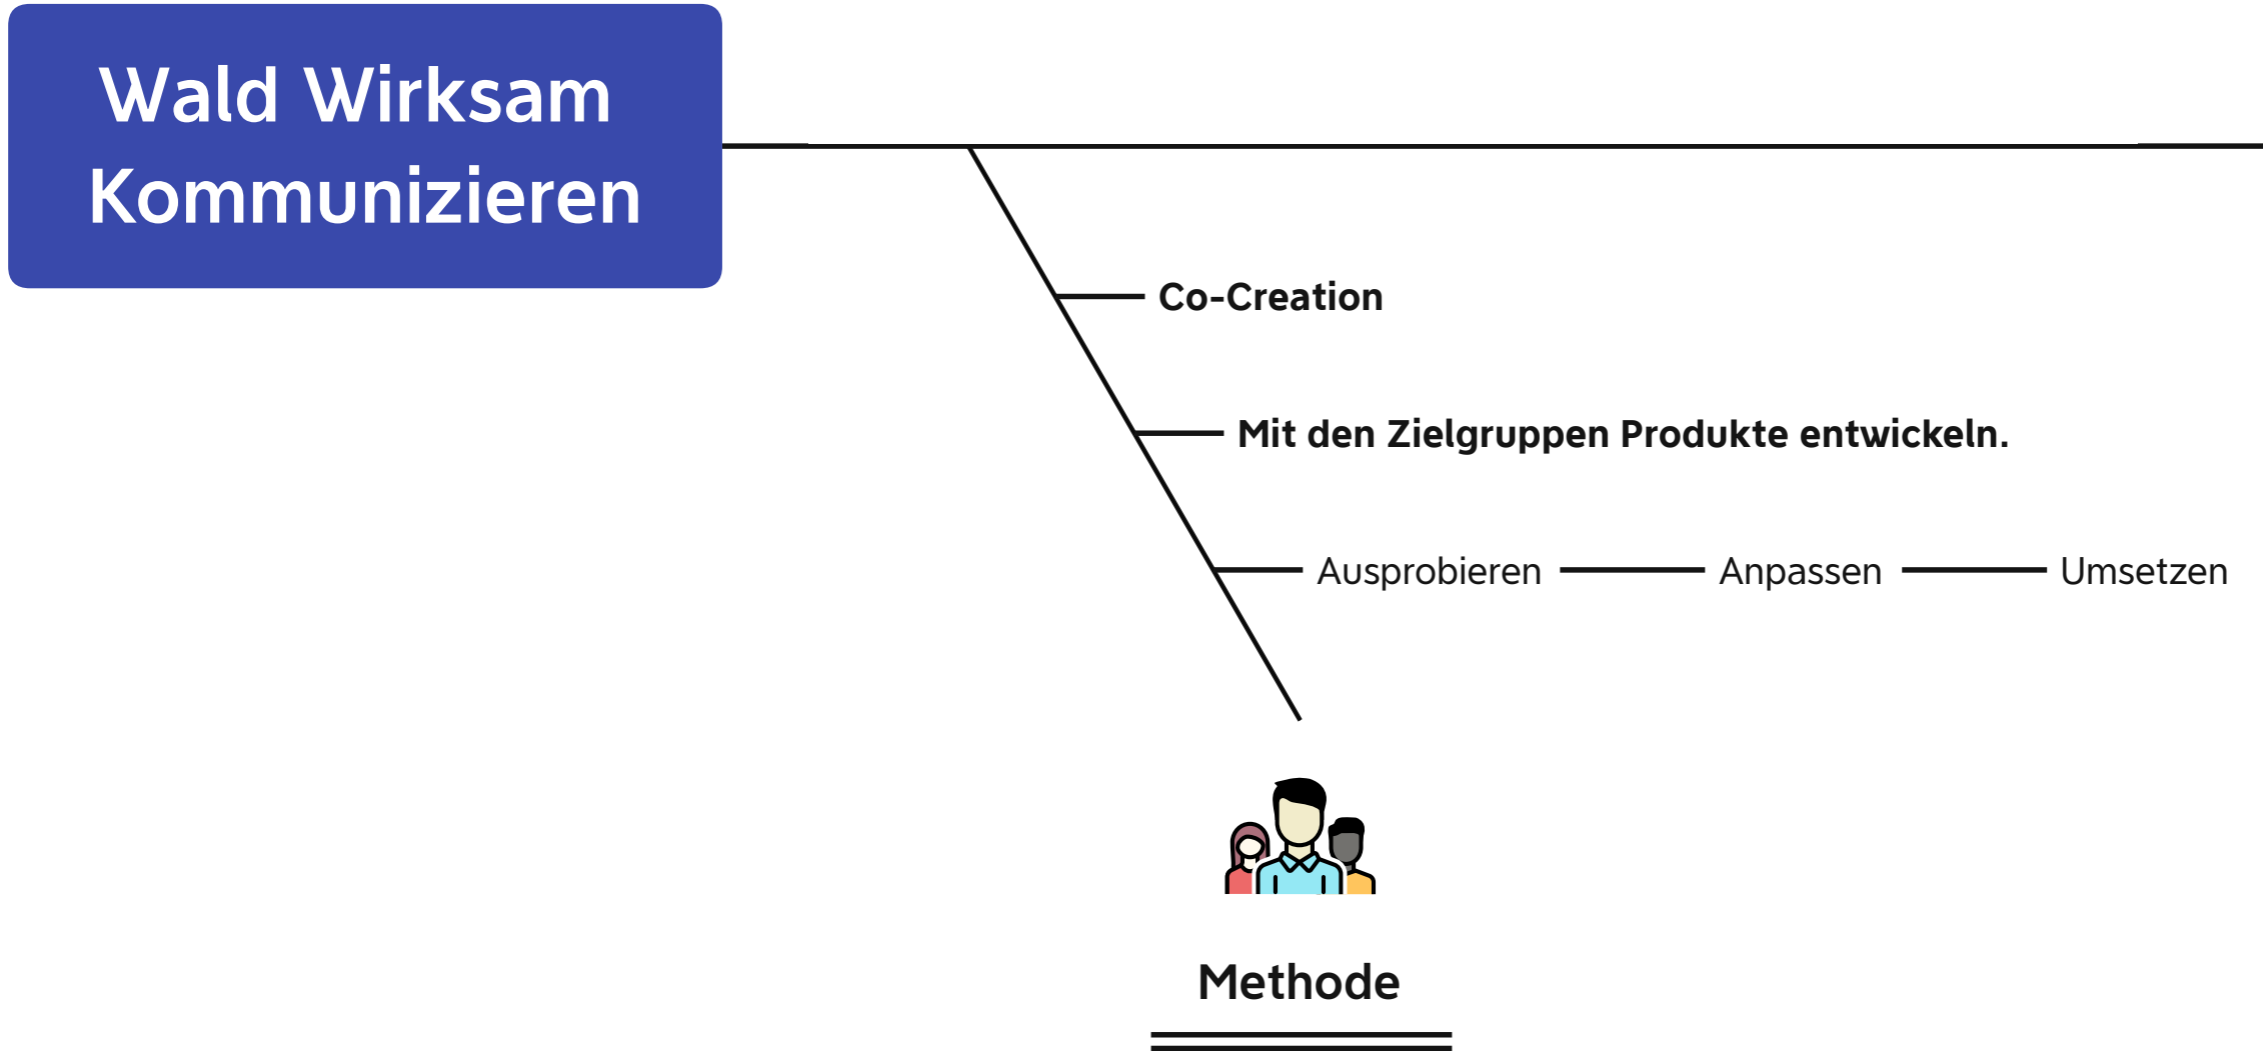 Wald Wirksam
Kommunizieren
Co-Creation
Mit den Zielgruppen Produkte entwickeln.
Ausprobieren Anpassen Umsetzen
Methode